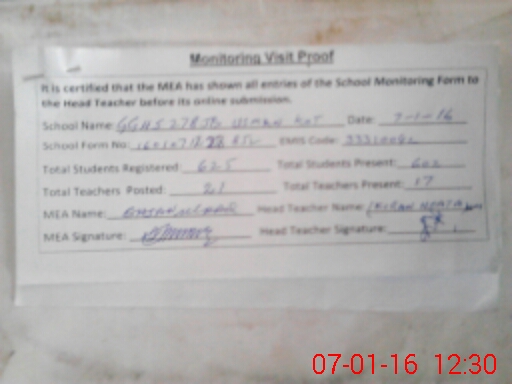 Monitoring Visit Proof
It is certified that the MEA has shown all entries of the School Monitoring Form to
the Head Teacher before its online submission.
School Name: GGHS 278 JB Date: 7-1-16
School Form No: EMIS Code:
Total Students Registered: 625 Total Students Present: 602
Total Teachers Posted: 21 Total Teachers Present: 17
MEA Name: Head Teacher Name:
MEA Signature: Head Teacher Signature:
07-01-16 12:30